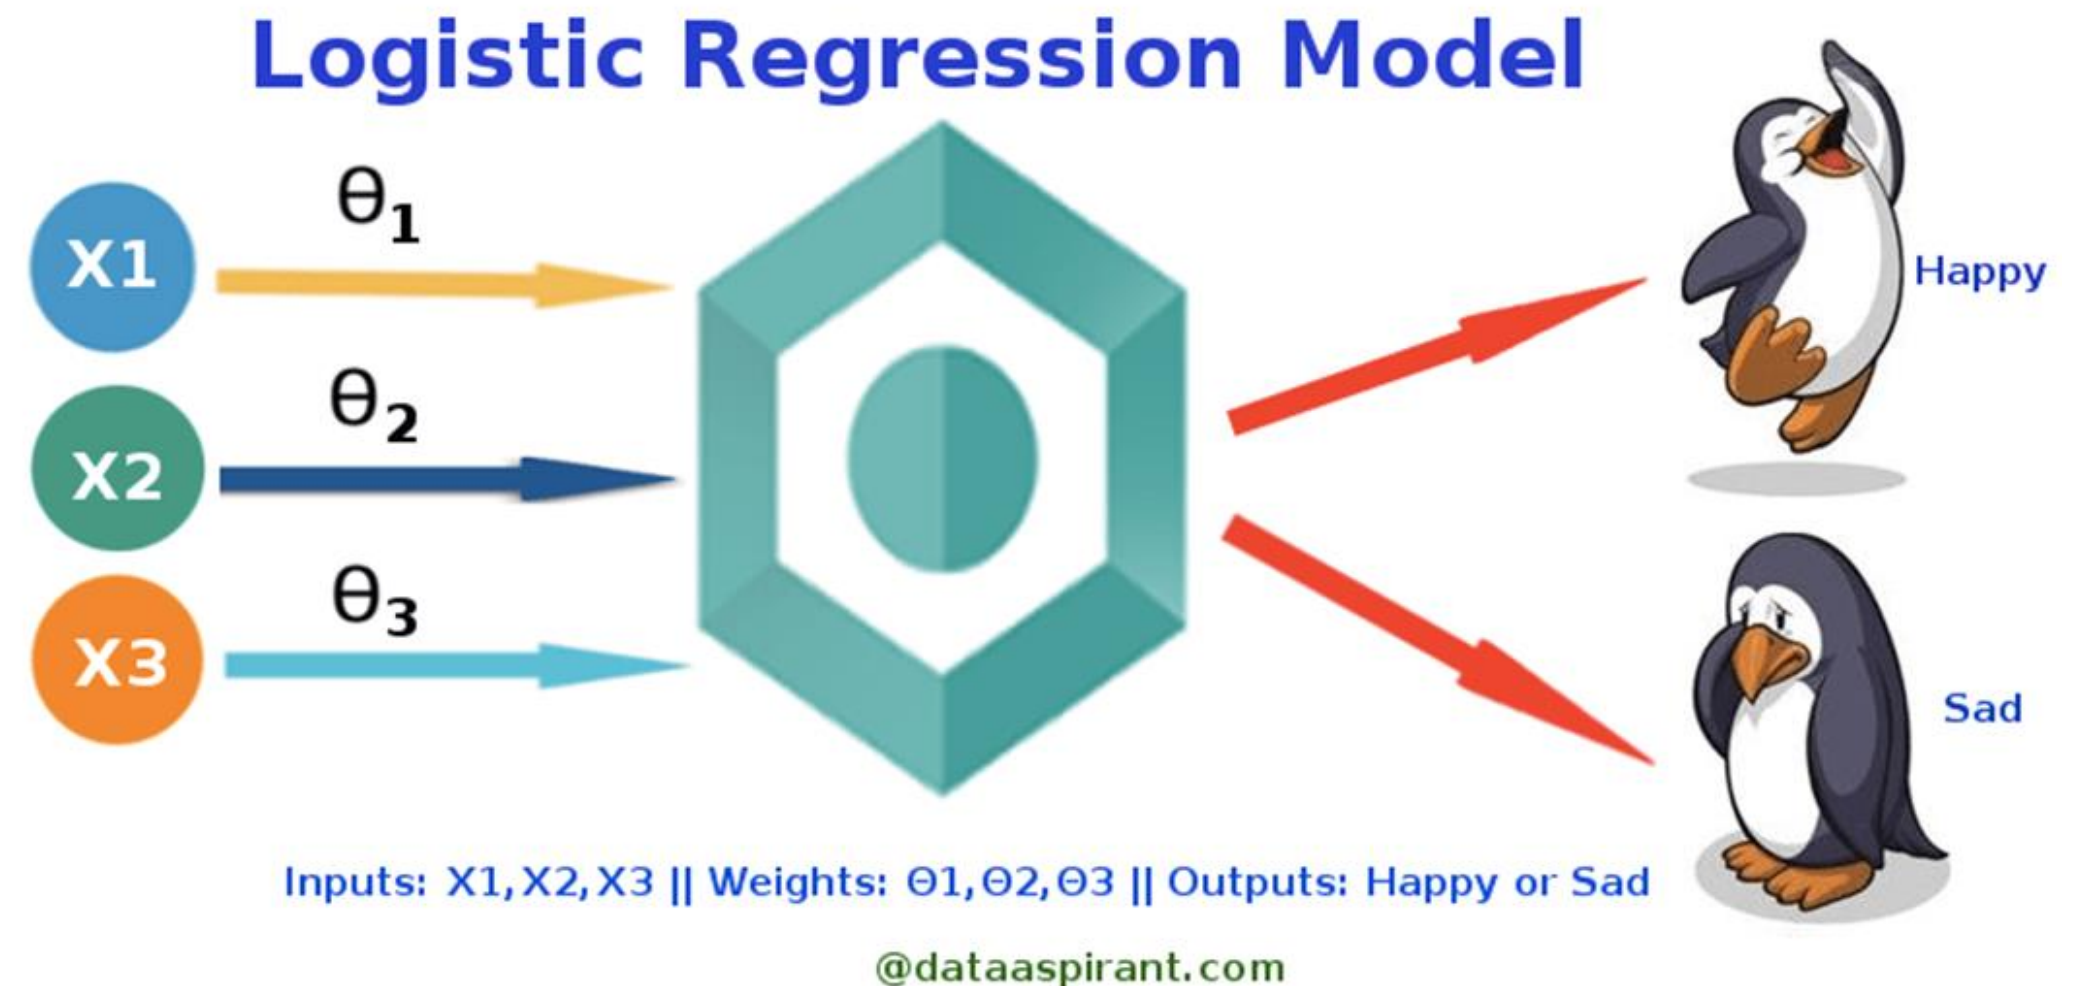 Logistic Regression Model
X1
θ1
X2
θ2
X3
θ3
Happy
Sad
Inputs: X1,X2,X3 || Weights: Θ1,Θ2,Θ3 || Outputs: Happy or Sad
@dataaspirant.com